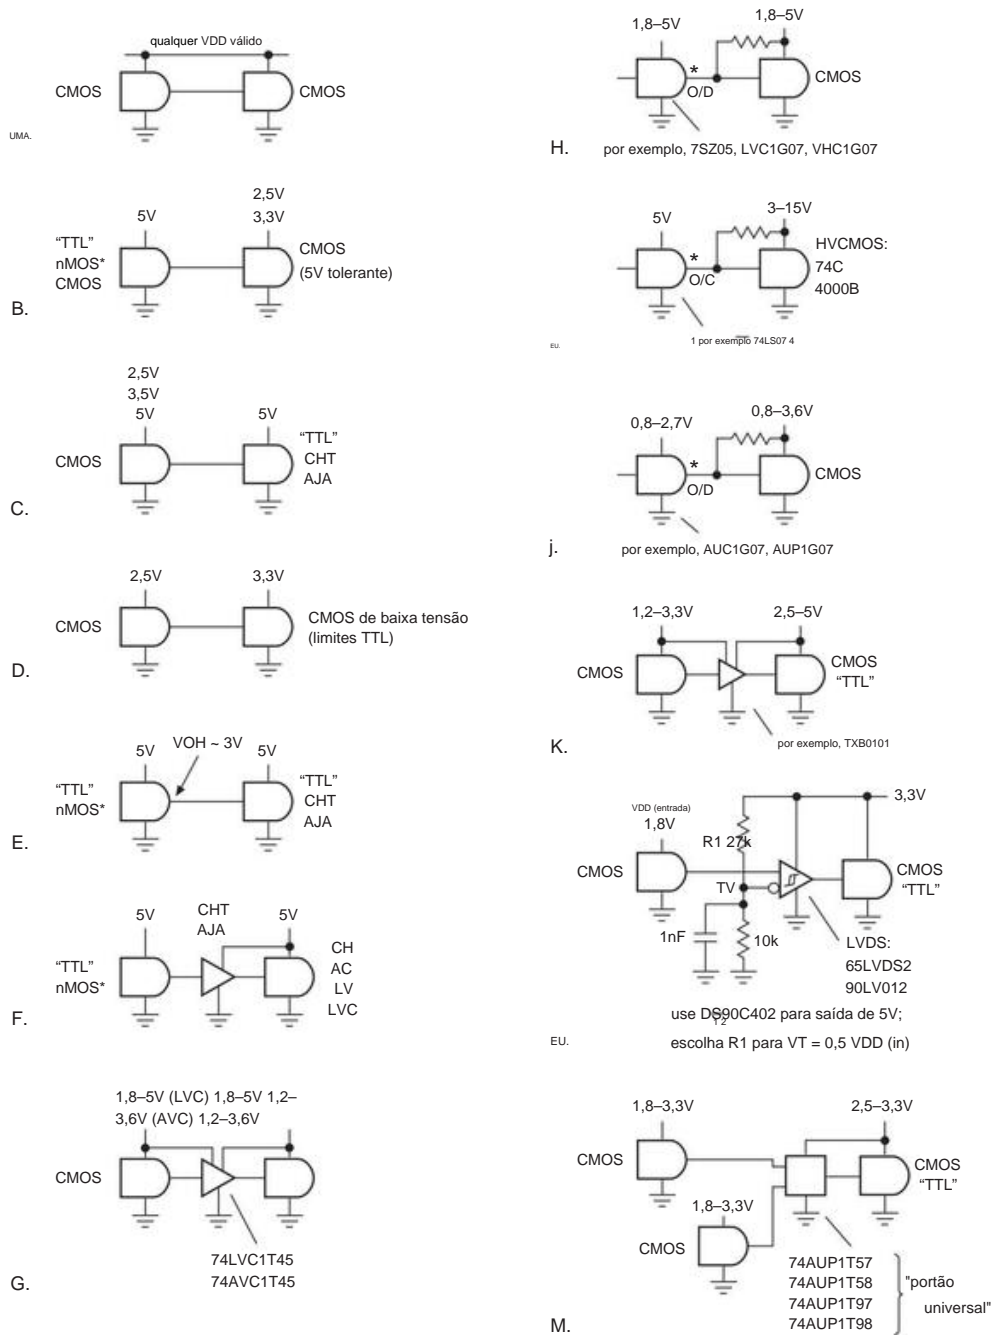 qualquer VDD válido
CMOS
CMOS
UMA.
2,5V
5V
3,3V
“TTL”
nMOS*
CMOS
CMOS
(5V tolerante)
B.
2,5V
3,5V
5V
5V
CMOS
“TTL”
CHT
AJA
C.
2,5V
3,3V
CMOS
CMOS de baixa tensão
(limites TTL)
D.
VOH ~ 3V
5V
5V
“TTL”
nMOS*
“TTL”
CHT
AJA
E.
5V
CHT
AJA
5V
“TTL”
nMOS*
CH
AC
LV
LVC
F.
1,8–5V (LVC) 1,8–5V 1,2–
3,6V (AVC) 1,2–3,6V
CMOS
74LVC1T45
74AVC1T45
G.
1,8–5V
1,8–5V
*
O/D
CMOS
H.
por exemplo, 7SZ05, LVC1G07, VHC1G07
5V
3–15V
*
O/C
HVCMOS:
74C
4000B
1 por exemplo 74LS07 4
EU.
0,8–2,7V
0,8–3,6V
*
O/D
CMOS
j.
por exemplo, AUC1G07, AUP1G07
1,2–3,3V
2,5–5V
CMOS
CMOS
“TTL”
K.
por exemplo, TXB0101
3,3V
VDD (entrada)
1,8V
R1 27k
CMOS
CMOS
“TTL”
TV
1nF
10k
LVDS:
65LVDS2
90LV012
use DS90C402 para saída de 5V;
EU.
escolha R1 para VT = 0,5 VDD (in)
1,8–3,3V
2,5–3,3V
CMOS
CMOS
“TTL”
1,8–3,3V
CMOS
74AUP1T57
74AUP1T58
74AUP1T97
74AUP1T98
"portão
universal"
M.